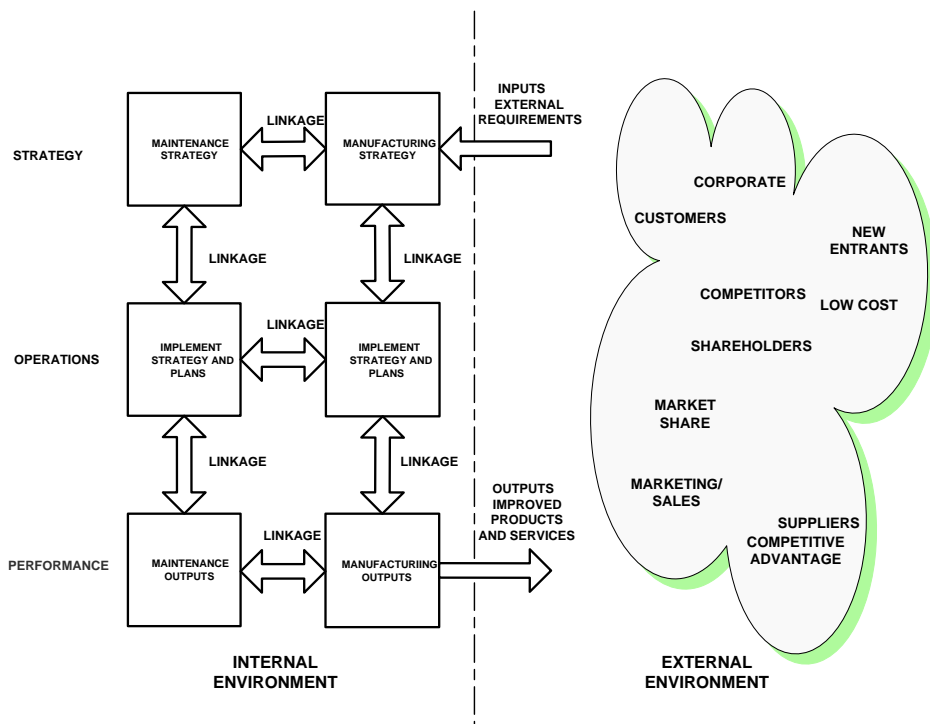 INPUTS
EXTERNAL
REQUIREMENTS
STRATEGY
MAINTENANCE
STRATEGY
LINKAGE
MANUFACTURING
STRATEGY
LINKAGE
LINKAGE
OPERATIONS
IMPLEMENT
STRATEGY AND
PLANS
LINKAGE
IMPLEMENT
STRATEGY AND
PLANS
LINKAGE
LINKAGE
OUTPUTS
IMPROVED
PRODUCTS
AND SERVICES
PERFORMANCE
MAINTENANCE
OUTPUTS
LINKAGE
MANUFACTURIING
OUTPUTS
INTERNAL
ENVIRONMENT
CORPORATE
CUSTOMERS
NEW
ENTRANTS
COMPETITORS
LOW COST
SHAREHOLDERS
MARKET
SHARE
MARKETING/
SALES
SUPPLIERS
COMPETITIVE
ADVANTAGE
EXTERNAL
ENVIRONMENT